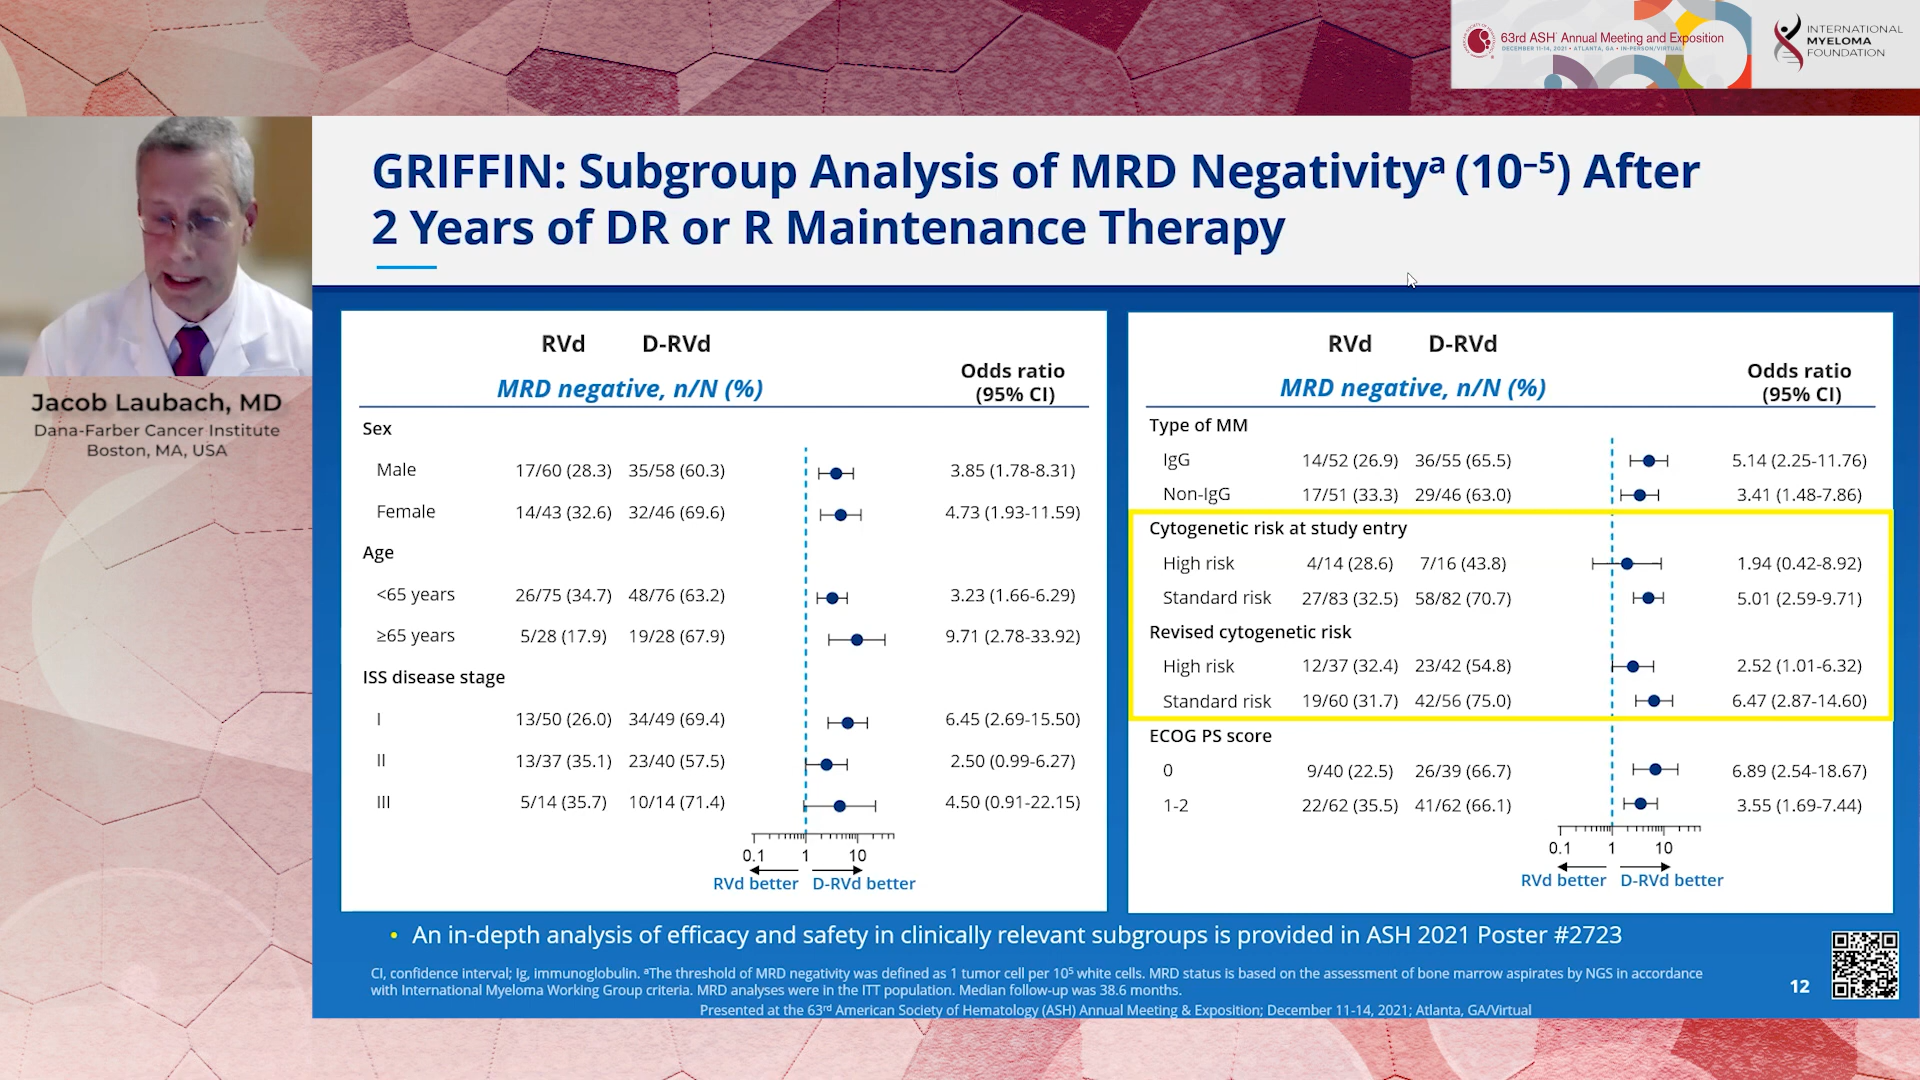 63rd ASH® Annual Meeting and Exposition
DECEMBER 11-14, 2021 • ATLANTA, GA • IN-PERSON/VIRTUAL
INTERNATIONAL
MYELOMA
FOUNDATION
Jacob Laubach, MD
Dana-Farber Cancer Institute
Boston, MA, USA
GRIFFIN: Subgroup Analysis of MRD Negativityᵃ (10⁻⁵) After
2 Years of DR or R Maintenance Therapy
RVd D-RVd
MRD negative, n/N (%)
Odds ratio
(95% CI)
Sex
Male 17/60 (28.3) 35/58 (60.3) 3.85 (1.78-8.31)
Female 14/43 (32.6) 32/46 (69.6) 4.73 (1.93-11.59)
Age
<65 years 26/75 (34.7) 48/76 (63.2) 3.23 (1.66-6.29)
≥65 years 5/28 (17.9) 19/28 (67.9) 9.71 (2.78-33.92)
ISS disease stage
I 13/50 (26.0) 34/49 (69.4) 6.45 (2.69-15.50)
II 13/37 (35.1) 23/40 (57.5) 2.50 (0.99-6.27)
III 5/14 (35.7) 10/14 (71.4) 4.50 (0.91-22.15)
0.1 1 10
RVd better D-RVd better
RVd D-RVd
MRD negative, n/N (%)
Odds ratio
(95% CI)
Type of MM
IgG 14/52 (26.9) 36/55 (65.5) 5.14 (2.25-11.76)
Non-IgG 17/51 (33.3) 29/46 (63.0) 3.41 (1.48-7.86)
Cytogenetic risk at study entry
High risk 4/14 (28.6) 7/16 (43.8) 1.94 (0.42-8.92)
Standard risk 27/83 (32.5) 58/82 (70.7) 5.01 (2.59-9.71)
Revised cytogenetic risk
High risk 12/37 (32.4) 23/42 (54.8) 2.52 (1.01-6.32)
Standard risk 19/60 (31.7) 42/56 (75.0) 6.47 (2.87-14.60)
ECOG PS score
0 9/40 (22.5) 26/39 (66.7) 6.89 (2.54-18.67)
1-2 22/62 (35.5) 41/62 (66.1) 3.55 (1.69-7.44)
0.1 1 10
RVd better D-RVd better
• An in-depth analysis of efficacy and safety in clinically relevant subgroups is provided in ASH 2021 Poster #2723
CI, confidence interval; Ig, immunoglobulin. ᵃThe threshold of MRD negativity was defined as 1 tumor cell per 10⁵ white cells. MRD status is based on the assessment of bone marrow aspirates by NGS in accordance
with International Myeloma Working Group criteria. MRD analyses were in the ITT population. Median follow-up was 38.6 months.
12
Presented at the 63ʳᵈ American Society of Hematology (ASH) Annual Meeting & Exposition; December 11-14, 2021; Atlanta, GA/Virtual